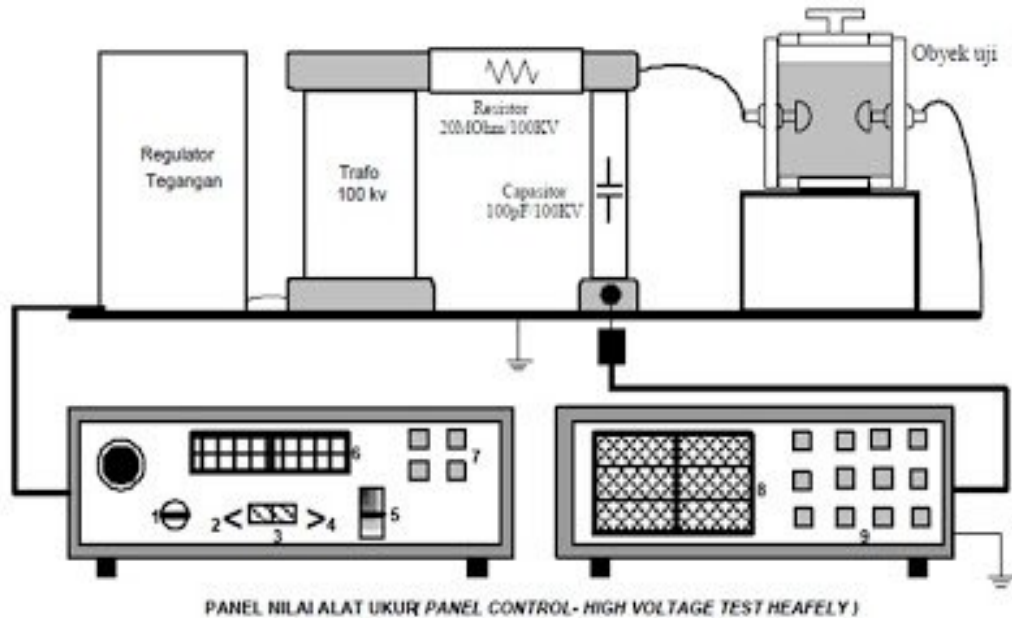 Regulator
Tegangan
Trafo
100 kv
Resistor
20MOhm/100KV
Capasitor
100pF/100KV
Obyek uji
1
2
<
3
>
4
5
6
7
8
9
PANEL NILAI ALAT UKUR( PANEL CONTROL- HIGH VOLTAGE TEST HEAFELY )